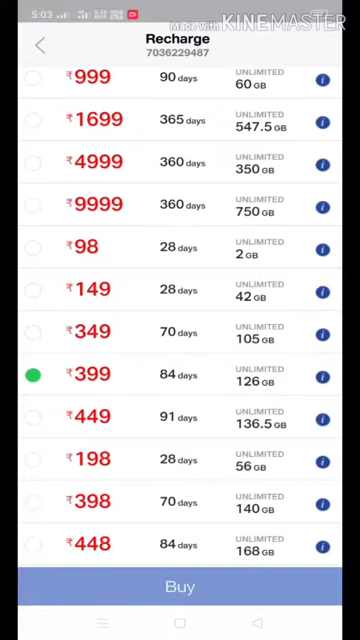 5:03
Made with KINEMASTER
Recharge
7036229487
₹999 90 days UNLIMITED 60 GB
₹1699 365 days UNLIMITED 547.5 GB
₹4999 360 days UNLIMITED 350 GB
₹9999 360 days UNLIMITED 750 GB
₹98 28 days UNLIMITED 2 GB
₹149 28 days UNLIMITED 42 GB
₹349 70 days UNLIMITED 105 GB
₹399 84 days UNLIMITED 126 GB
₹449 91 days UNLIMITED 136.5 GB
₹198 28 days UNLIMITED 56 GB
₹398 70 days UNLIMITED 140 GB
₹448 84 days UNLIMITED 168 GB
Buy